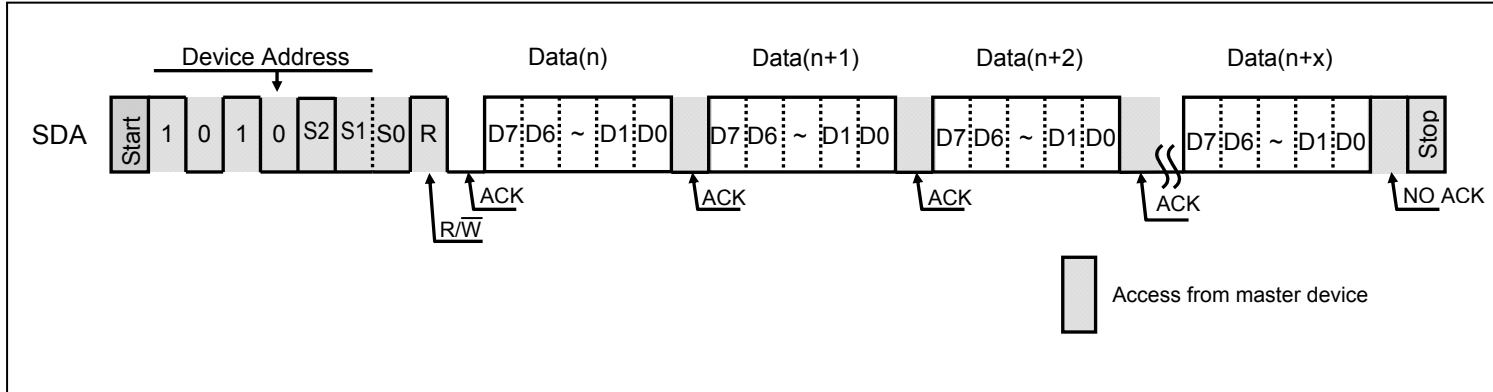 Device Address Data(n) Data(n+1) Data(n+2) Data(n+x)
SDA Start 1 0 1 0 S2 S1 S0 R D7 D6 ~ D1 D0 D7 D6 ~ D1 D0 D7 D6 ~ D1 D0 D7 D6 ~ D1 D0 Stop
ACK ACK ACK ACK NO ACK
R/W̅
Access from master device